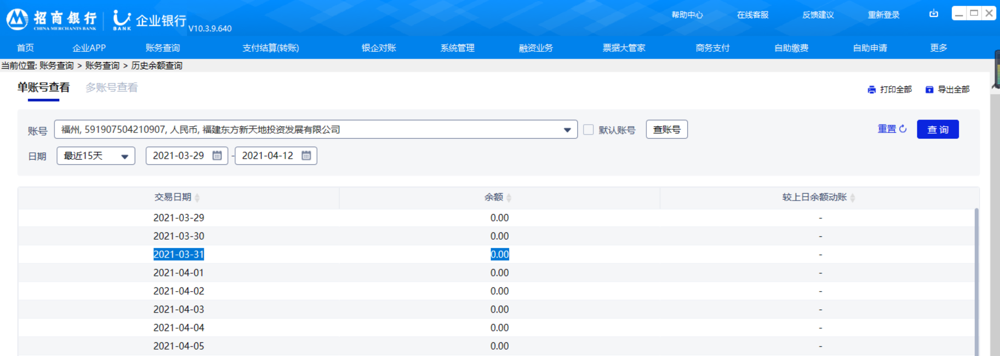 招商银行 CHINA MERCHANTS BANK U BANK 企业银行 V10.3.9.640 帮助中心 在线客服 反馈建议 重新登录
首页 企业APP 账务查询 支付结算(转账) 银企对账 系统管理 融资业务 票据大管家 商务支付 自助缴费 自助申请 更多
当前位置: 账务查询 > 账务查询 > 历史余额查询
单账号查看 多账号查看 打印全部 导出全部
账号 福州, 591907504210907, 人民币, 福建东方新天地投资发展有限公司 默认账号 查账号 重置 查 询
日期 最近15天 2021-03-29 - 2021-04-12
交易日期 余额 较上日余额动账
2021-03-29 0.00 -
2021-03-30 0.00 -
2021-03-31 0.00 -
2021-04-01 0.00 -
2021-04-02 0.00 -
2021-04-03 0.00 -
2021-04-04 0.00 -
2021-04-05 0.00 -